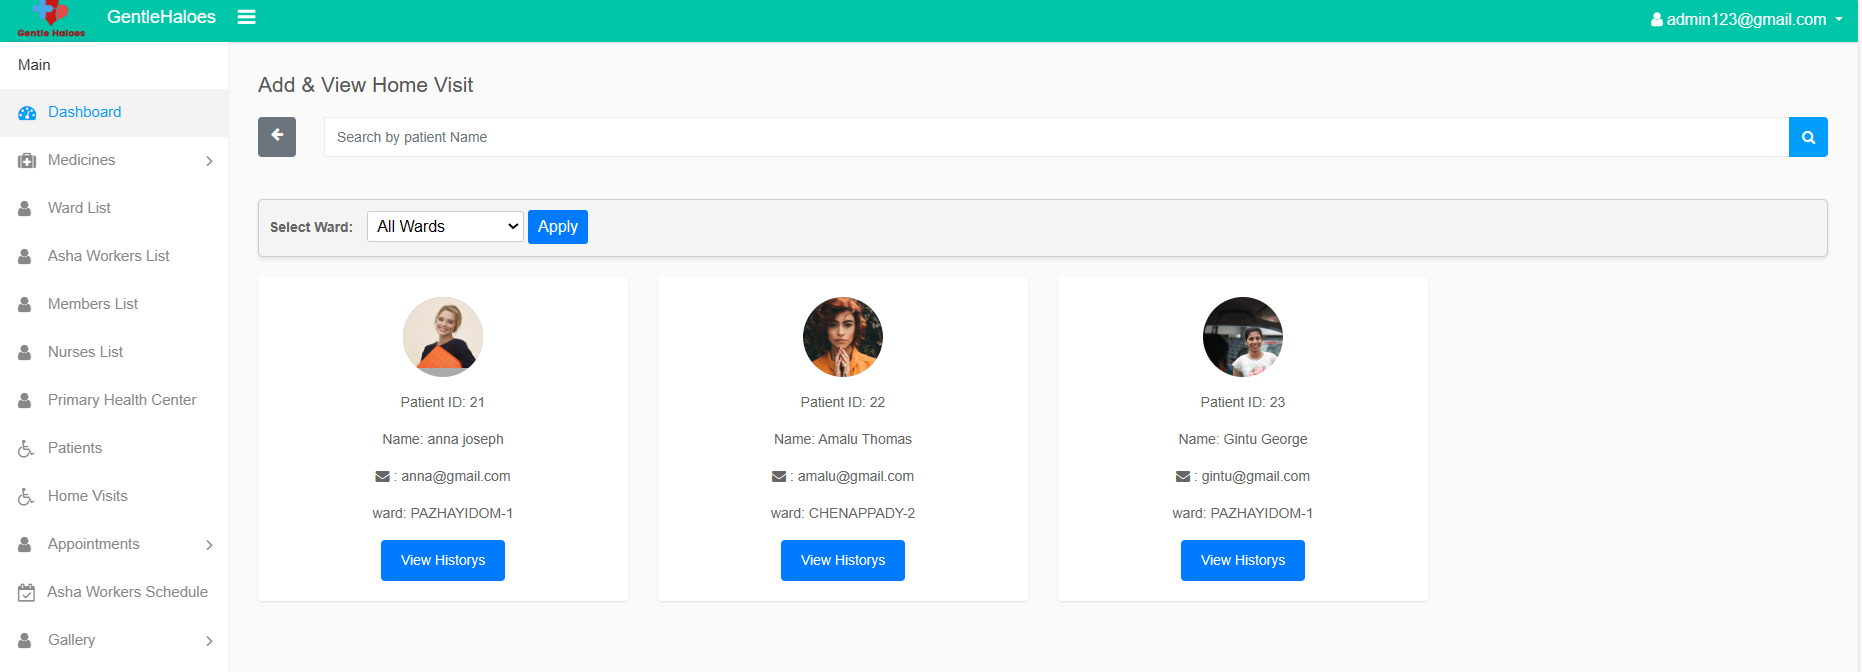 Gentle Haloes
GentleHaloes
admin123@gmail.com
Main
Dashboard
Medicines
Ward List
Asha Workers List
Members List
Nurses List
Primary Health Center
Patients
Home Visits
Appointments
Asha Workers Schedule
Gallery
Add & View Home Visit
Search by patient Name
Select Ward: All Wards Apply
Patient ID: 21
Name: anna joseph
: anna@gmail.com
ward: PAZHAYIDOM-1
View Historys
Patient ID: 22
Name: Amalu Thomas
: amalu@gmail.com
ward: CHENAPPADY-2
View Historys
Patient ID: 23
Name: Gintu George
: gintu@gmail.com
ward: PAZHAYIDOM-1
View Historys